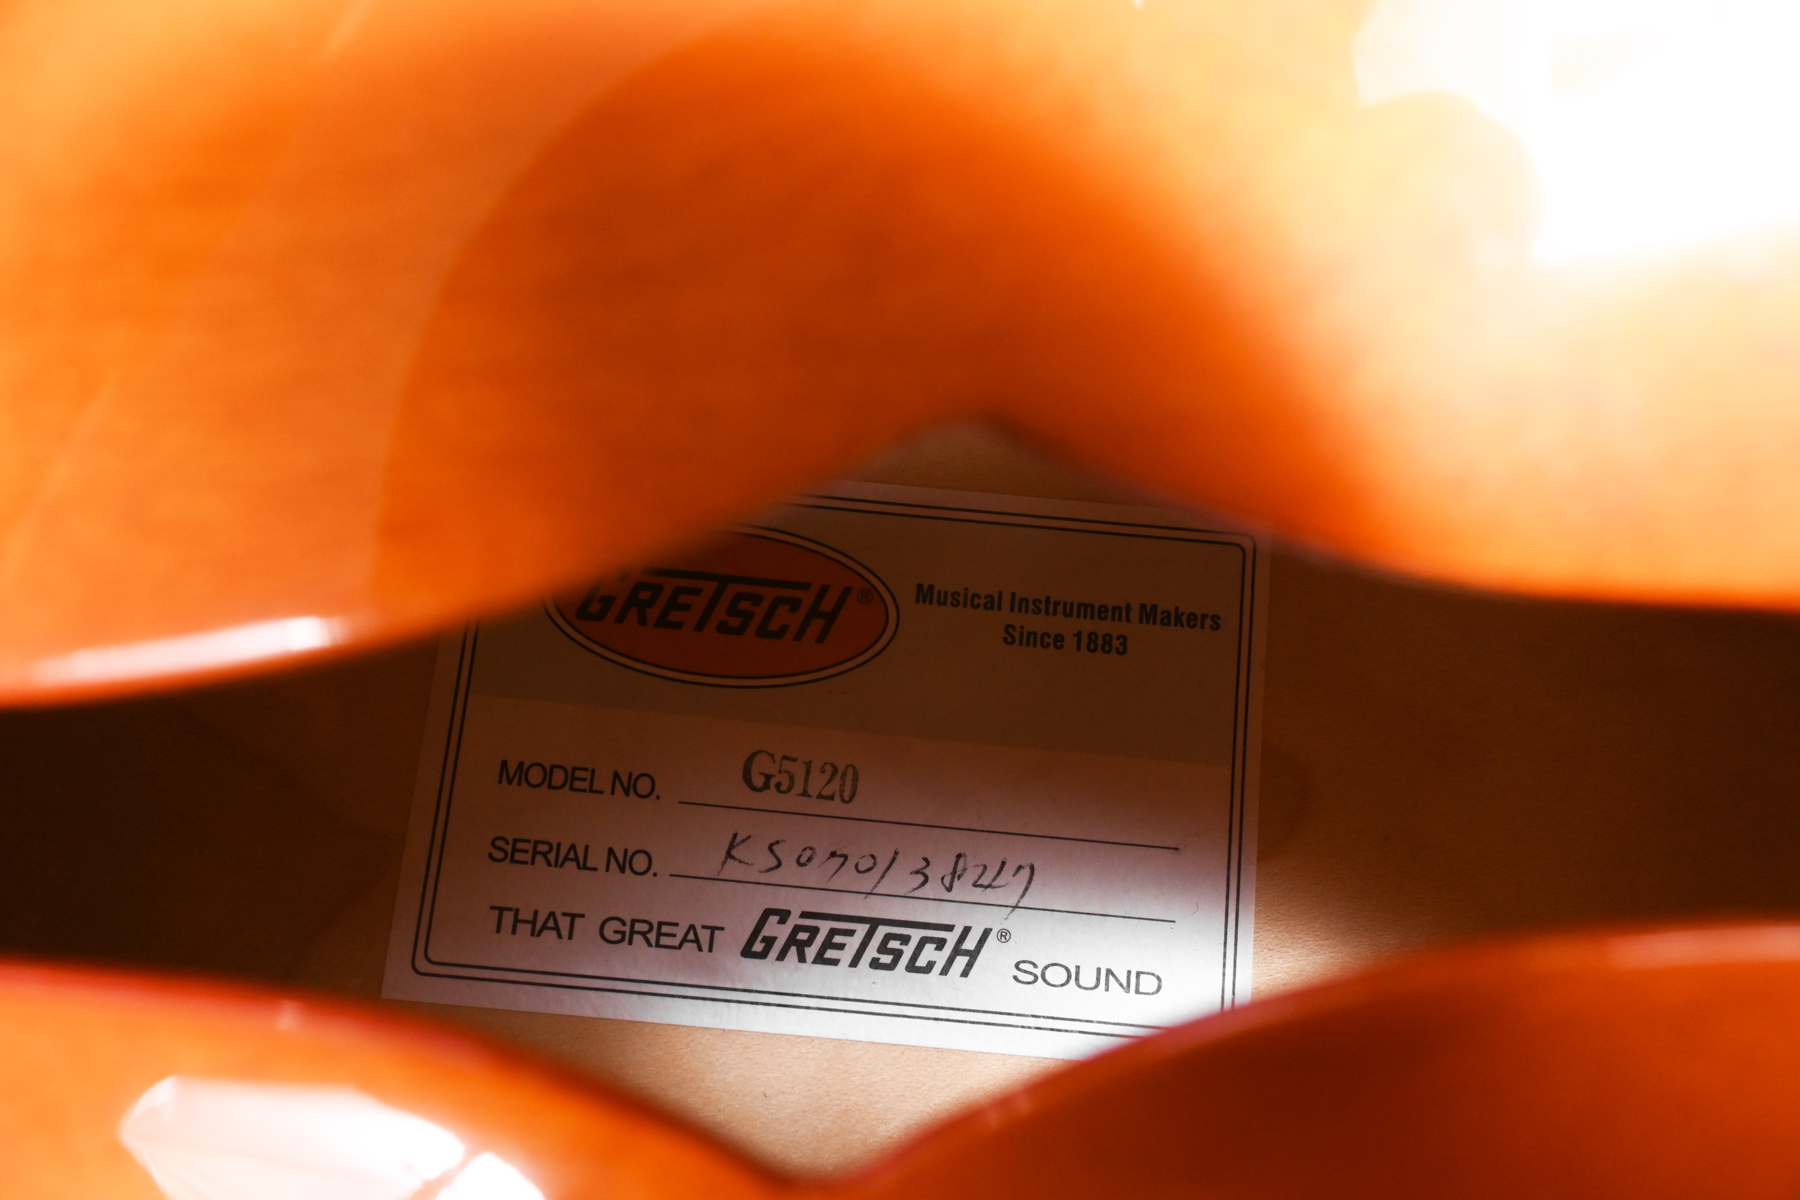 GRETSCH®
Musical Instrument Makers
Since 1883
MODEL NO. G5120
SERIAL NO. KS07013847
THAT GREAT GRETSCH® SOUND